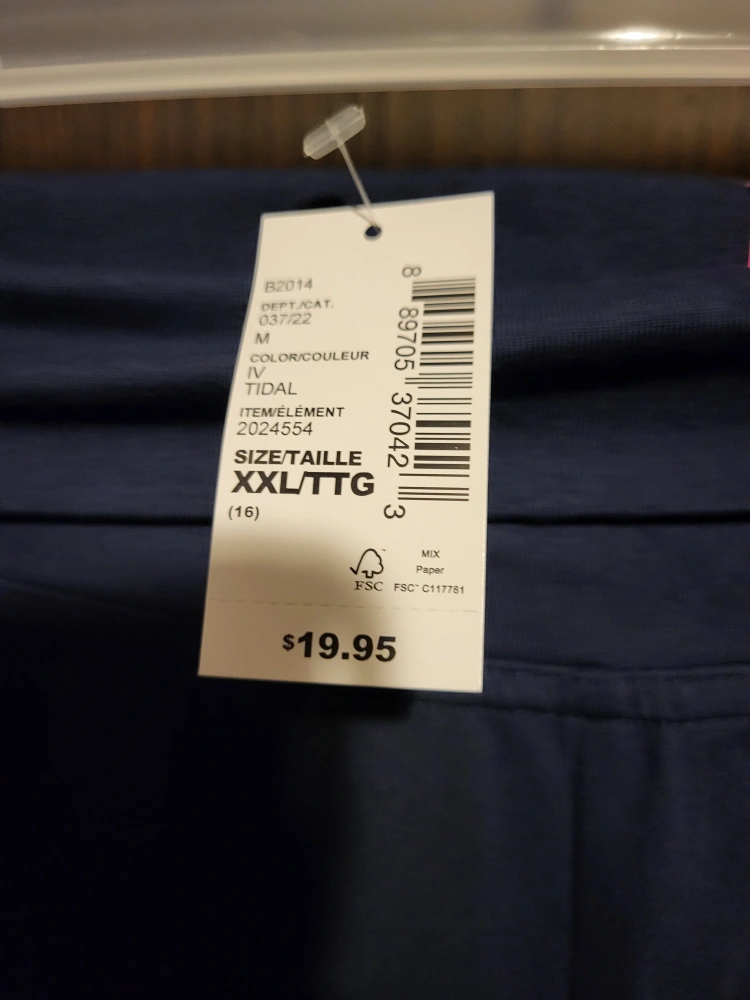 B2014
DEPT./CAT.
037/22
M
COLOR/COULEUR
IV
TIDAL
ITEM/ÉLÉMENT
2024554
SIZE/TAILLE
XXL/TTG
(16)
8 89705 37042 3
FSC
MIX
Paper
FSC™ C117781
$19.95